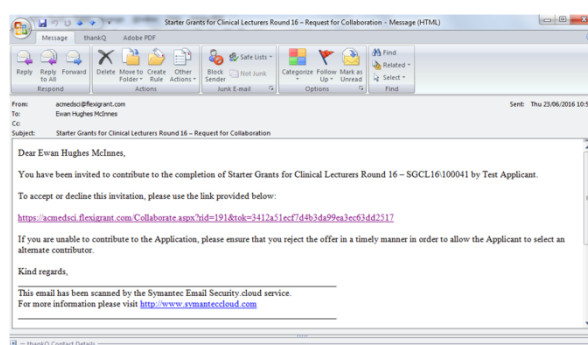 Starter Grants for Clinical Lecturers Round 16 – Request for Collaboration - Message (HTML)
Message thankQ Adobe PDF
Reply Reply to All Forward Delete Move to Folder Create Rule Other Actions Block Sender Safe Lists Not Junk Categorize Follow Up Mark as Unread Find Related Select
Respond Actions Junk E-mail Options Find
From: acmedsci@flexigrant.com Sent: Thu 23/06/2016 10:5
To: Ewan Hughes McInnes
Cc:
Subject: Starter Grants for Clinical Lecturers Round 16 – Request for Collaboration
Dear Ewan Hughes McInnes,
You have been invited to contribute to the completion of Starter Grants for Clinical Lecturers Round 16 – SGCL16\100041 by Test Applicant.
To accept or decline this invitation, please use the link provided below:
https://acmedsci.flexigrant.com/Collaborate.aspx?rid=191&tok=3412a51ecf7d4b3da99ea3ec63dd2517
If you are unable to contribute to the Application, please ensure that you reject the offer in a timely manner in order to allow the Applicant to select an
alternate contributor.
Kind regards,
This email has been scanned by the Symantec Email Security.cloud service.
For more information please visit http://www.symanteccloud.com
thankQ Contact Details